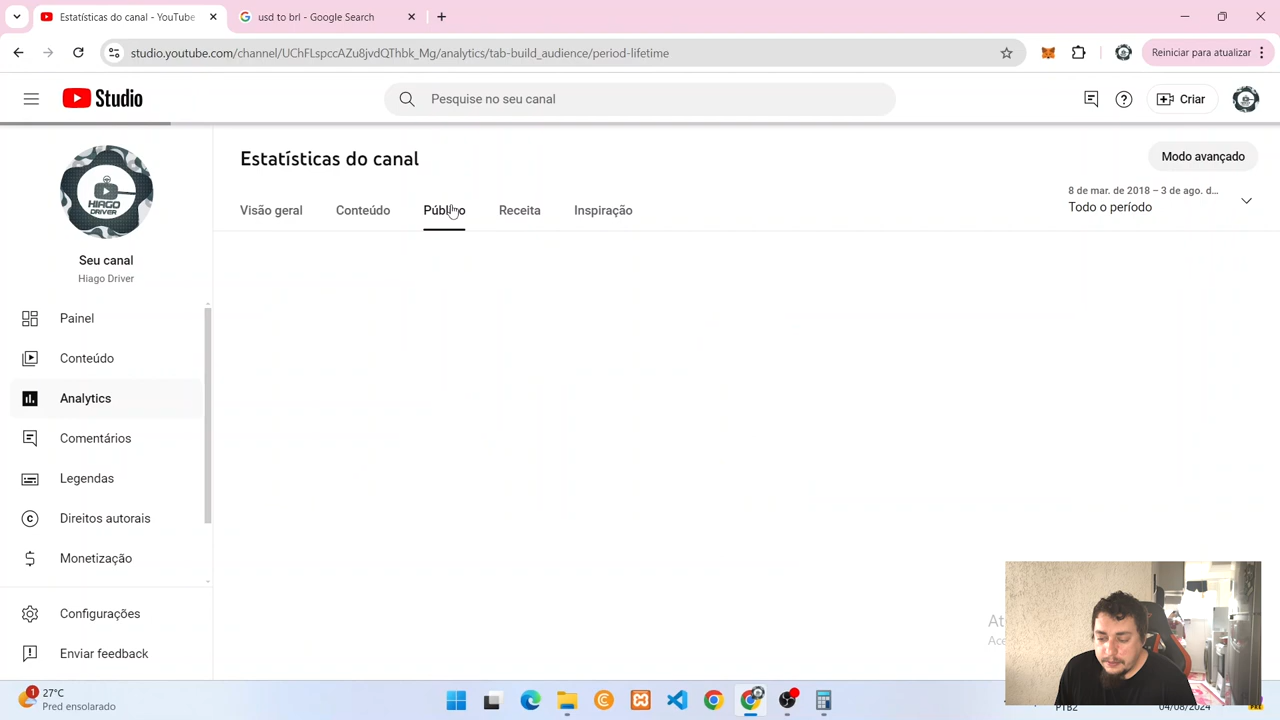 Estatísticas do canal - YouTube
usd to brl - Google Search
studio.youtube.com/channel/UChFLspccAZu8jvdQThbk_Mg/analytics/tab-build_audience/period-lifetime
Reiniciar para atualizar
Studio
Pesquise no seu canal
Criar
HIAGO
DRIVER
Seu canal
Hiago Driver
Painel
Conteúdo
Analytics
Comentários
Legendas
Direitos autorais
Monetização
Configurações
Enviar feedback
Estatísticas do canal
Modo avançado
Visão geral
Conteúdo
Público
Receita
Inspiração
8 de mar. de 2018 – 3 de ago. d...
Todo o período
1
27°C
Pred ensolarado
PTB2
04/08/2024